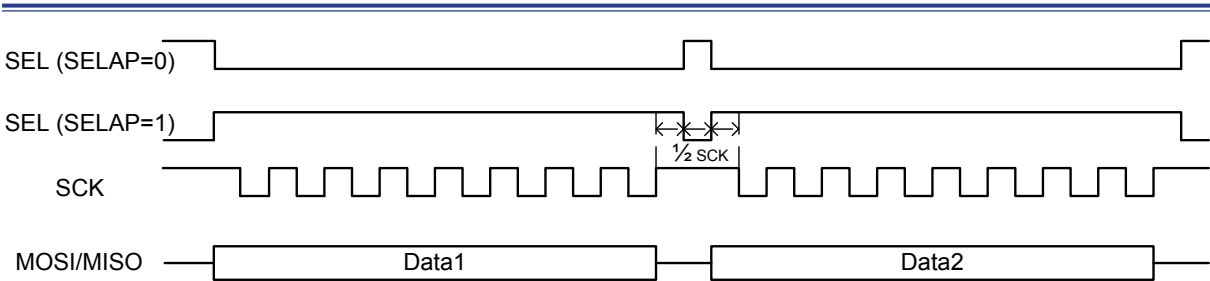 SEL (SELAP=0)
SEL (SELAP=1)
½ SCK
SCK
MOSI/MISO
Data1
Data2